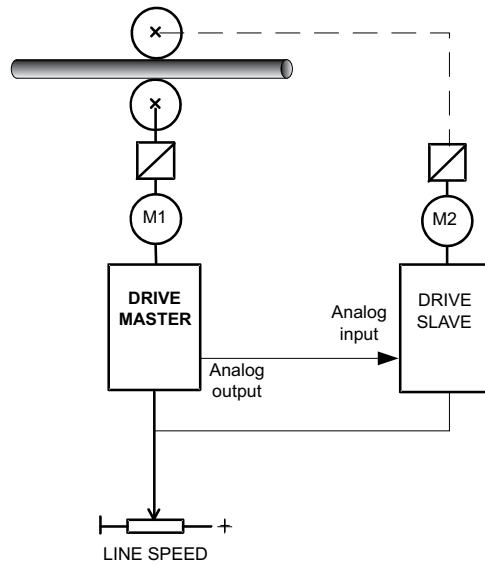 M1
M2
DRIVE
MASTER
DRIVE
SLAVE
Analog
input
Analog
output
+
LINE SPEED